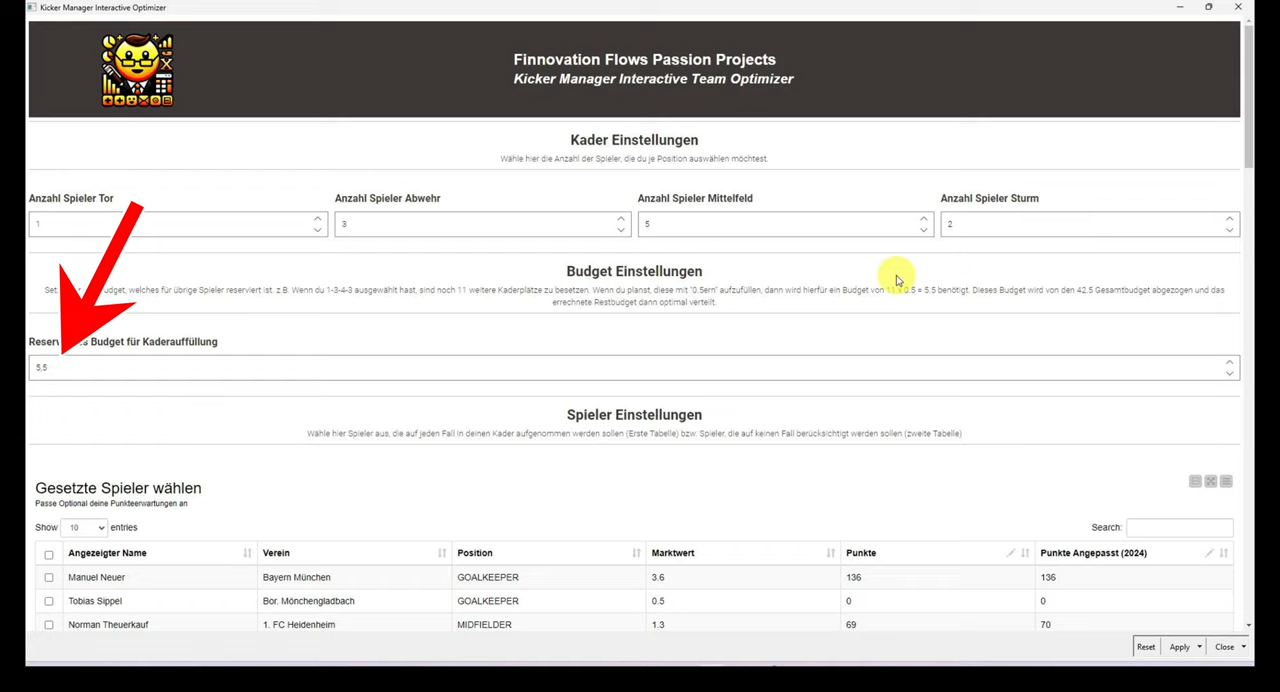 Kicker Manager Interactive Optimizer
Finnovation Flows Passion Projects
Kicker Manager Interactive Team Optimizer
Kader Einstellungen
Wähle hier die Anzahl der Spieler, die du je Position auswählen möchtest.
Anzahl Spieler Tor
Anzahl Spieler Abwehr
Anzahl Spieler Mittelfeld
Anzahl Spieler Sturm
1
3
5
2
Budget Einstellungen
budget, welches für übrige Spieler reserviert ist. z.B. Wenn du 1-3-4-3 ausgewählt hast, sind noch 11 weitere Kaderplätze zu besetzen. Wenn du planst, diese mit "0.5ern" aufzufüllen, dann wird hierfür ein Budget von 11 x 0.5 = 5.5 benötigt. Dieses Budget wird von den 42.5 Gesamtbudget abgezogen und das
errechnete Restbudget dann optimal verteilt.
Budget für Kaderauffüllung
5,5
Spieler Einstellungen
Wähle hier Spieler aus, die auf jeden Fall in deinen Kader aufgenommen werden sollen (Erste Tabelle) bzw. Spieler, die auf keinen Fall berücksichtigt werden sollen (zweite Tabelle)
Gesetzte Spieler wählen
Passe Optional deine Punkteerwartungen an
Show 10 entries
Search:
Angezeigter Name Verein Position Marktwert Punkte Punkte Angepasst (2024)
Manuel Neuer Bayern München GOALKEEPER 3.6 136 136
Tobias Sippel Bor. Mönchengladbach GOALKEEPER 0.5 0 0
Norman Theuerkauf 1. FC Heidenheim MIDFIELDER 1.3 69 70
Reset Apply Close